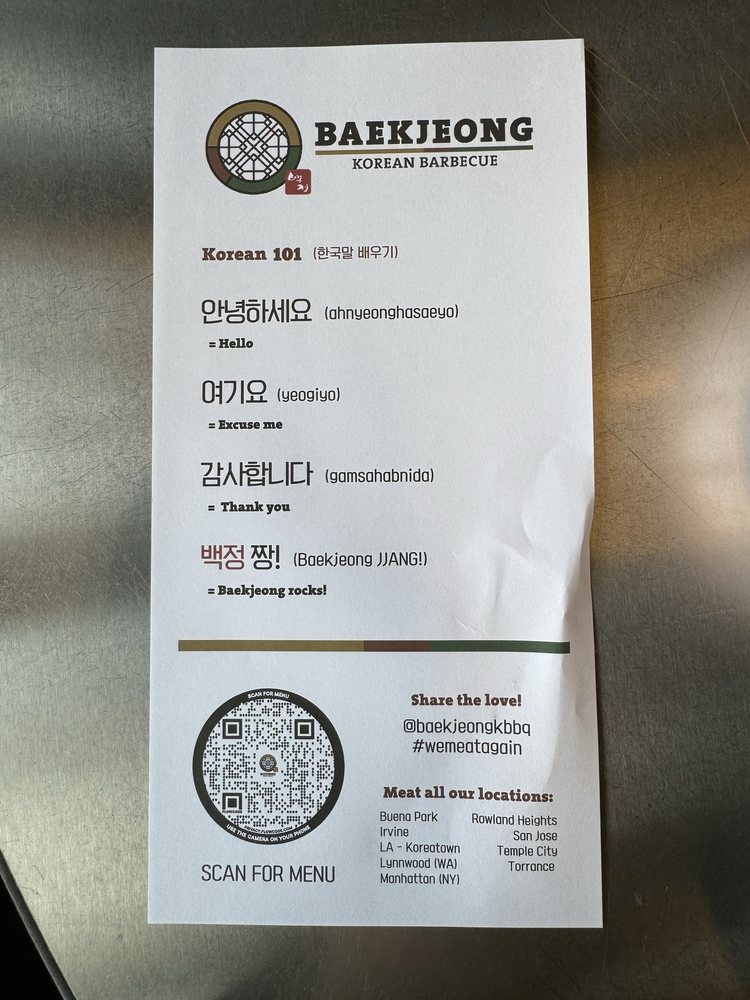 BAEKJEONG
KOREAN BARBECUE
백정
Korean 101 (한국말 배우기)
안녕하세요 (ahnyeonghasaeyo)
= Hello
여기요 (yeogiyo)
= Excuse me
감사합니다 (gamsahabnida)
= Thank you
백정 짱! (Baekjeong JJANG!)
= Baekjeong rocks!
SCAN FOR MENU
USE THE CAMERA ON YOUR PHONE
SCAN FOR MENU
Share the love!
@baekjeongkbbq
#wemeatagain
Meat all our locations:
Buena Park
Irvine
LA - Koreatown
Lynnwood (WA)
Manhattan (NY)
Rowland Heights
San Jose
Temple City
Torrance